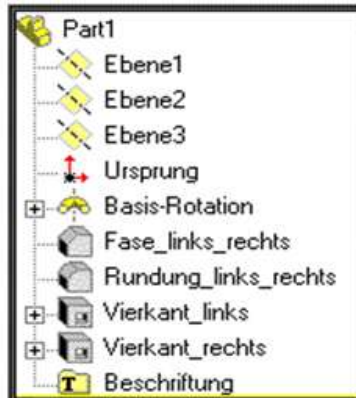 Part1
Ebene1
Ebene2
Ebene3
Ursprung
Basis-Rotation
Fase_links_rechts
Rundung_links_rechts
Vierkant_links
Vierkant_rechts
T Beschriftung